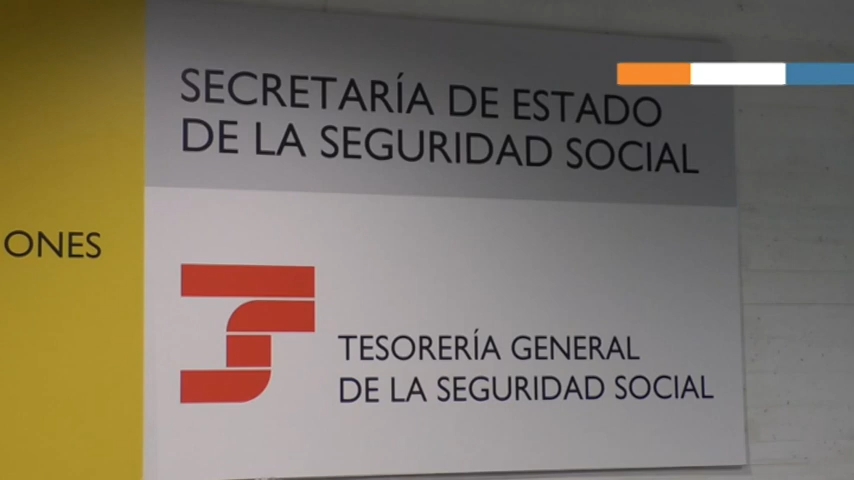 SECRETARÍA DE ESTADO
DE LA SEGURIDAD SOCIAL
ONES
TESORERÍA GENERAL
DE LA SEGURIDAD SOCIAL